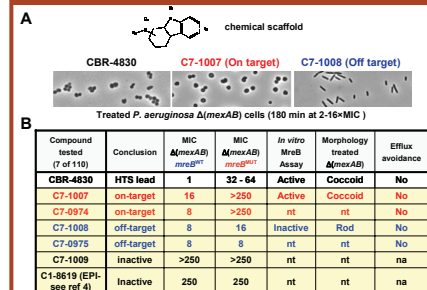 A
chemical scaffold
CBR-4830 C7-1007 (On target) C7-1008 (Off target)
Treated P. aeruginosa Δ(mexAB) cells (180 min at 2-16×MIC )
B
Compound tested (7 of 110) | Conclusion | MIC Δ(mexAB) mreBWT | MIC Δ(mexAB) mreBMUT | In vitro MreB Assay | Morphology treated Δ(mexAB) | Efflux avoidance
CBR-4830 | HTS lead | 1 | 32 - 64 | Active | Coccoid | No
C7-1007 | on-target | 16 | >250 | Active | Coccoid | No
C7-0974 | on-target | 8 | >250 | nt | nt | No
C7-1008 | off-target | 8 | 16 | Inactive | Rod | No
C7-0975 | off-target | 8 | 8 | nt | nt | No
C7-1009 | inactive | >250 | >250 | nt | nt | na
C1-8619 (EPI- see ref 4) | Inactive | 250 | 250 | nt | nt | na